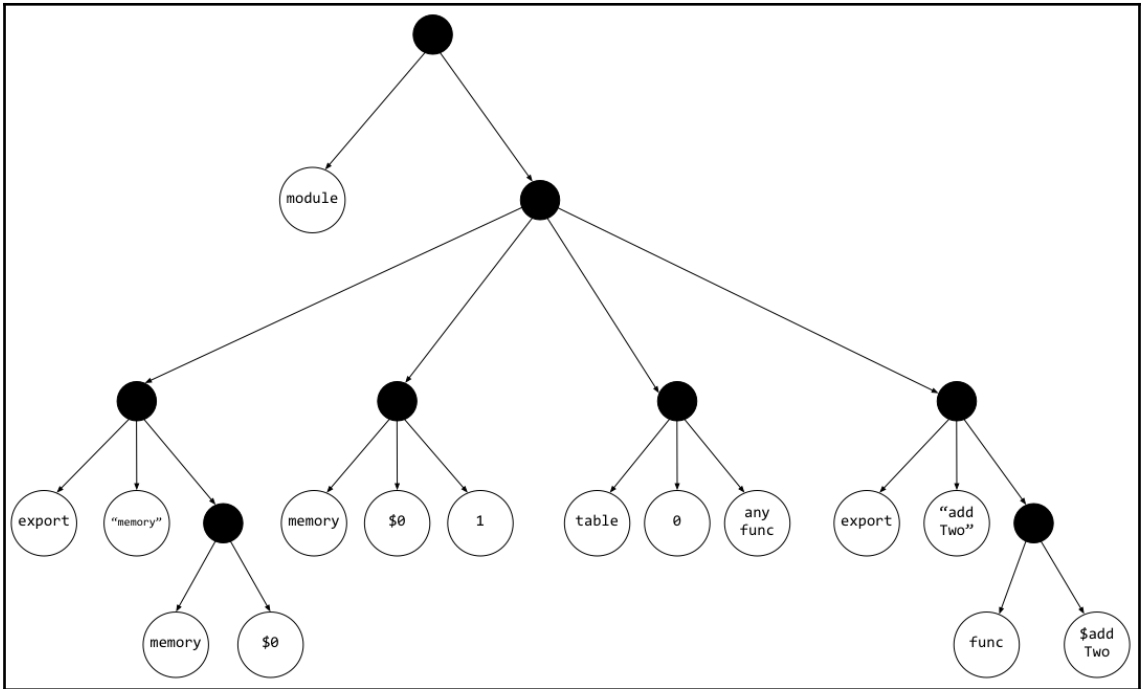 module
export
“memory”
memory
$0
1
table
0
any
func
export
“add
Two”
memory
$0
func
$add
Two